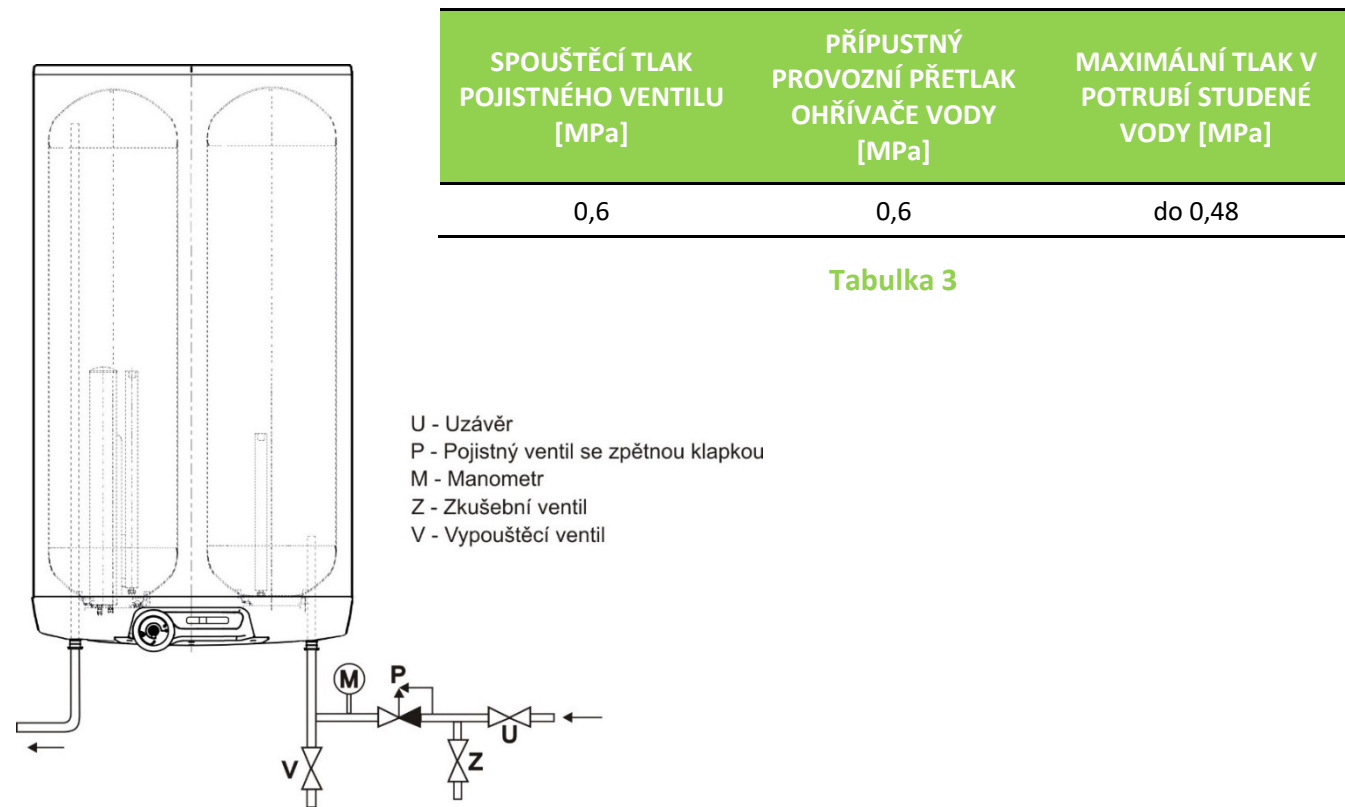 SPOUŠTĚCÍ TLAK
POJISTNÉHO VENTILU
[MPa]
PŘÍPUSTNÝ
PROVOZNÍ PŘETLAK
OHŘÍVAČE VODY
[MPa]
MAXIMÁLNÍ TLAK V
POTRUBÍ STUDENÉ
VODY [MPa]
0,6
0,6
do 0,48
Tabulka 3
U - Uzávěr
P - Pojistný ventil se zpětnou klapkou
M - Manometr
Z - Zkušební ventil
V - Vypouštěcí ventil
M
P
U
V
Z